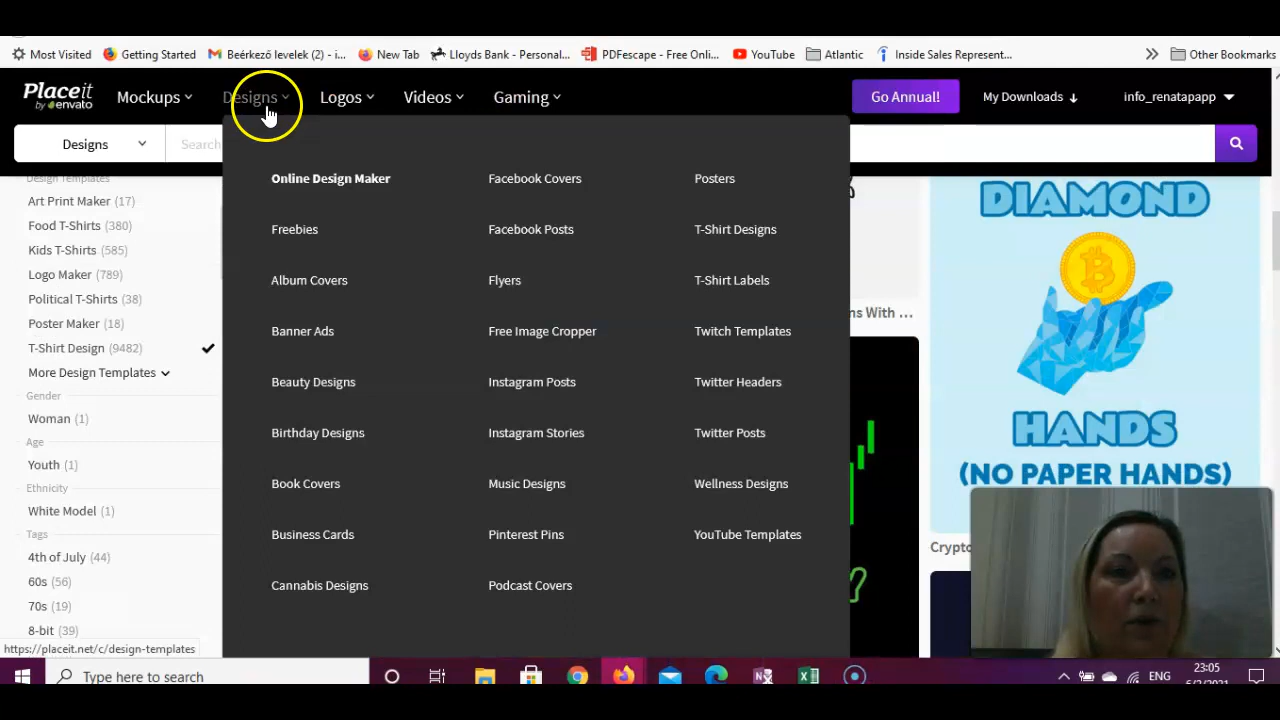 Most Visited
Getting Started
Beérkező levelek (2) - i...
New Tab
Lloyds Bank - Personal...
PDFescape - Free Onli...
YouTube
Atlantic
Inside Sales Represent...
Other Bookmarks
Placeit
by envato
Mockups
Designs
Logos
Videos
Gaming
Go Annual!
My Downloads
info_renatapapp
Designs
Search
Design Templates
Art Print Maker (17)
Food T-Shirts (380)
Kids T-Shirts (585)
Logo Maker (789)
Political T-Shirts (38)
Poster Maker (18)
T-Shirt Design (9482)
More Design Templates
Gender
Woman (1)
Age
Youth (1)
Ethnicity
White Model (1)
Tags
4th of July (44)
60s (56)
70s (19)
8-bit (39)
Online Design Maker
Freebies
Album Covers
Banner Ads
Beauty Designs
Birthday Designs
Book Covers
Business Cards
Cannabis Designs
Facebook Covers
Facebook Posts
Flyers
Free Image Cropper
Instagram Posts
Instagram Stories
Music Designs
Pinterest Pins
Podcast Covers
Posters
T-Shirt Designs
T-Shirt Labels
Twitch Templates
Twitter Headers
Twitter Posts
Wellness Designs
YouTube Templates
ns With ...
DIAMOND
HANDS
(NO PAPER HANDS)
Crypto
https://placeit.net/c/design-templates
Type here to search
ENG
23:05